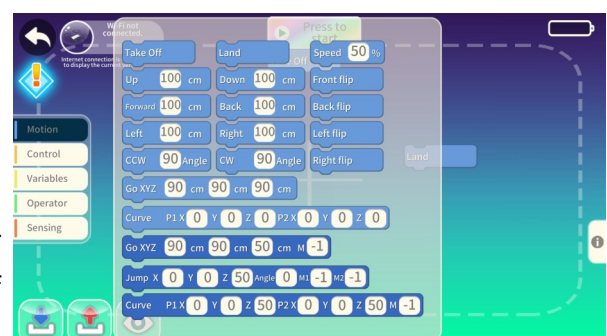 Wi-Fi not
connected.
Internet connection is
to display the current
Press to
start
Off
Take Off
Land
Speed 50 %
Up 100 cm
Down 100 cm
Front flip
Forward 100 cm
Back 100 cm
Back flip
Left 100 cm
Right 100 cm
Left flip
CCW 90 Angle
CW 90 Angle
Right flip
Go XYZ 90 cm 90 cm 90 cm
Curve P1 X 0 Y 0 Z 0 P2 X 0 Y 0 Z 0
Go XYZ 90 cm 90 cm 50 cm M -1
Jump X 0 Y 0 Z 50 Angle 0 M1 -1 M2 -1
Curve P1 X 0 Y 0 Z 50 P2 X 0 Y 0 Z 50 M -1
Motion
Control
Variables
Operator
Sensing
Land